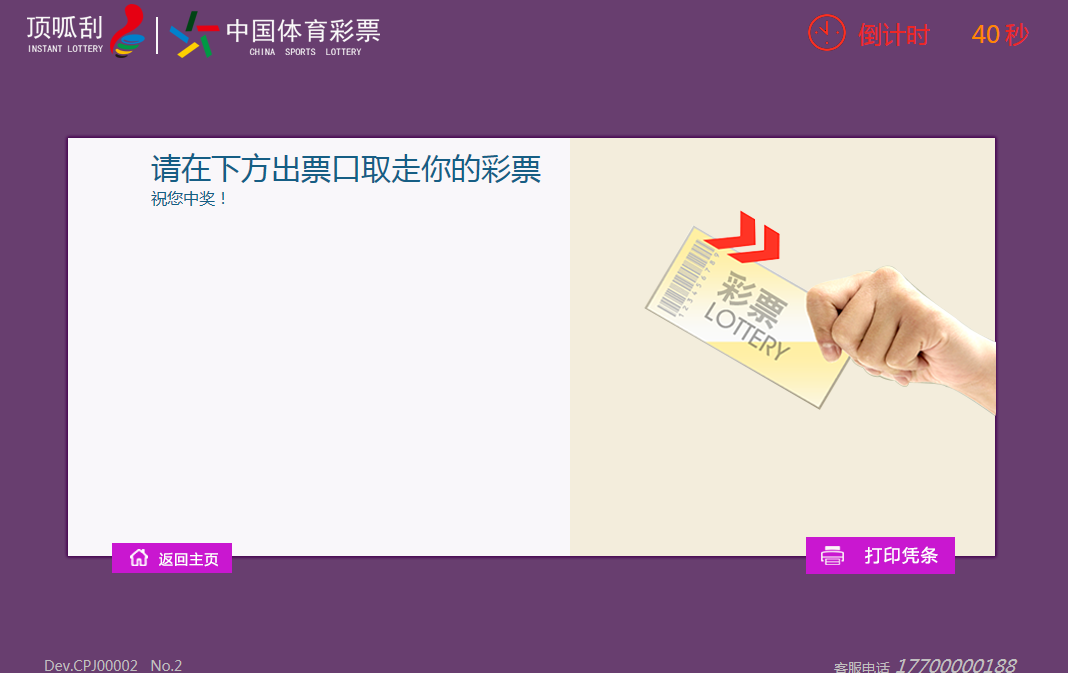 顶呱刮
INSTANT LOTTERY
中国体育彩票
CHINA SPORTS LOTTERY
倒计时 40 秒
请在下方出票口取走你的彩票
祝您中奖！
123456789
彩票
LOTTERY
返回主页
打印凭条
Dev.CPJ00002 No.2
客服电话 17700000188